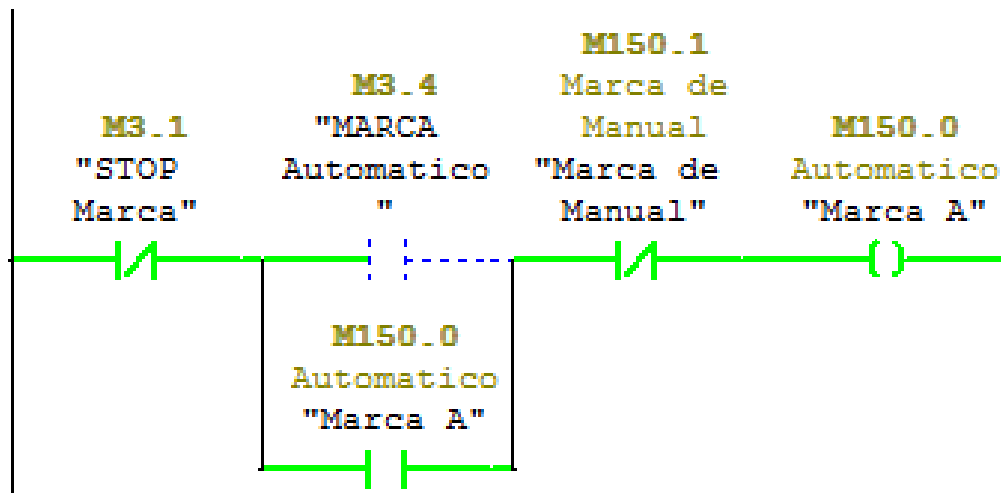 M3.1
"STOP
Marca"
M3.4
"MARCA
Automatico
"
M150.1
Marca de
Manual
"Marca de
Manual"
M150.0
Automatico
"Marca A"
M150.0
Automatico
"Marca A"